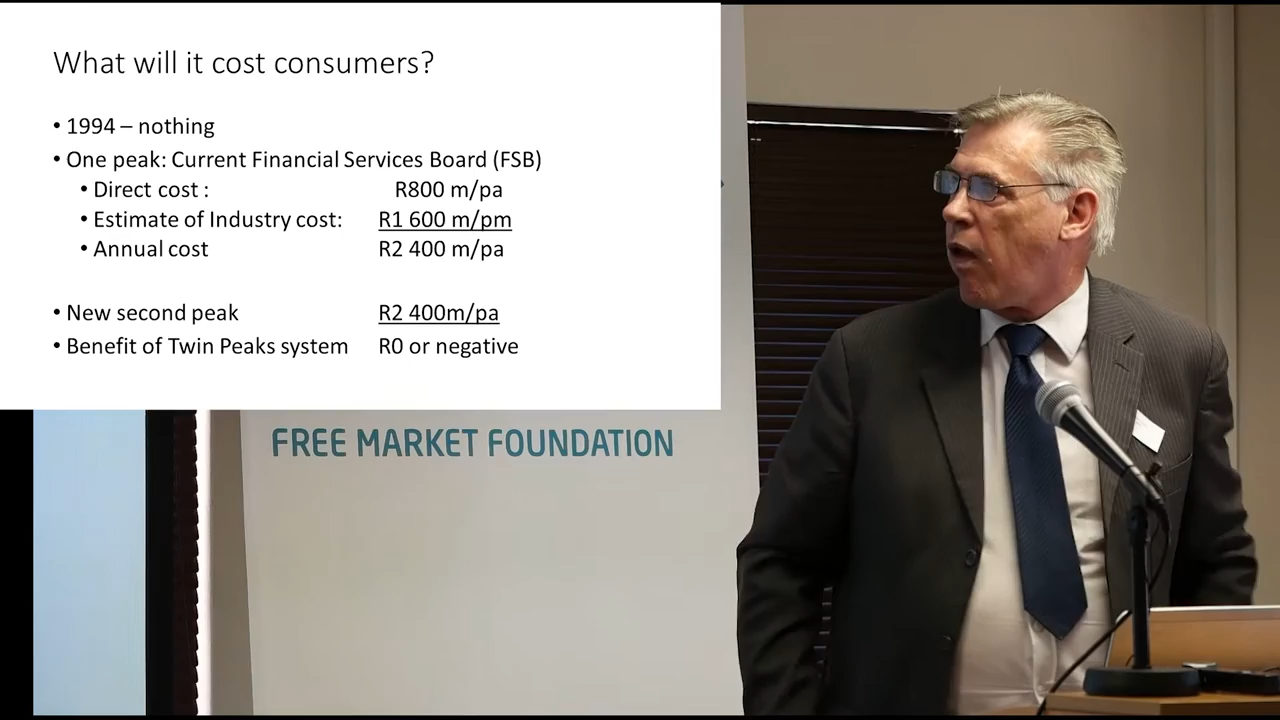 What will it cost consumers?
• 1994 – nothing
• One peak: Current Financial Services Board (FSB)
• Direct cost : R800 m/pa
• Estimate of Industry cost: R1 600 m/pm
• Annual cost R2 400 m/pa
• New second peak R2 400m/pa
• Benefit of Twin Peaks system R0 or negative
FREE MARKET FOUNDATION